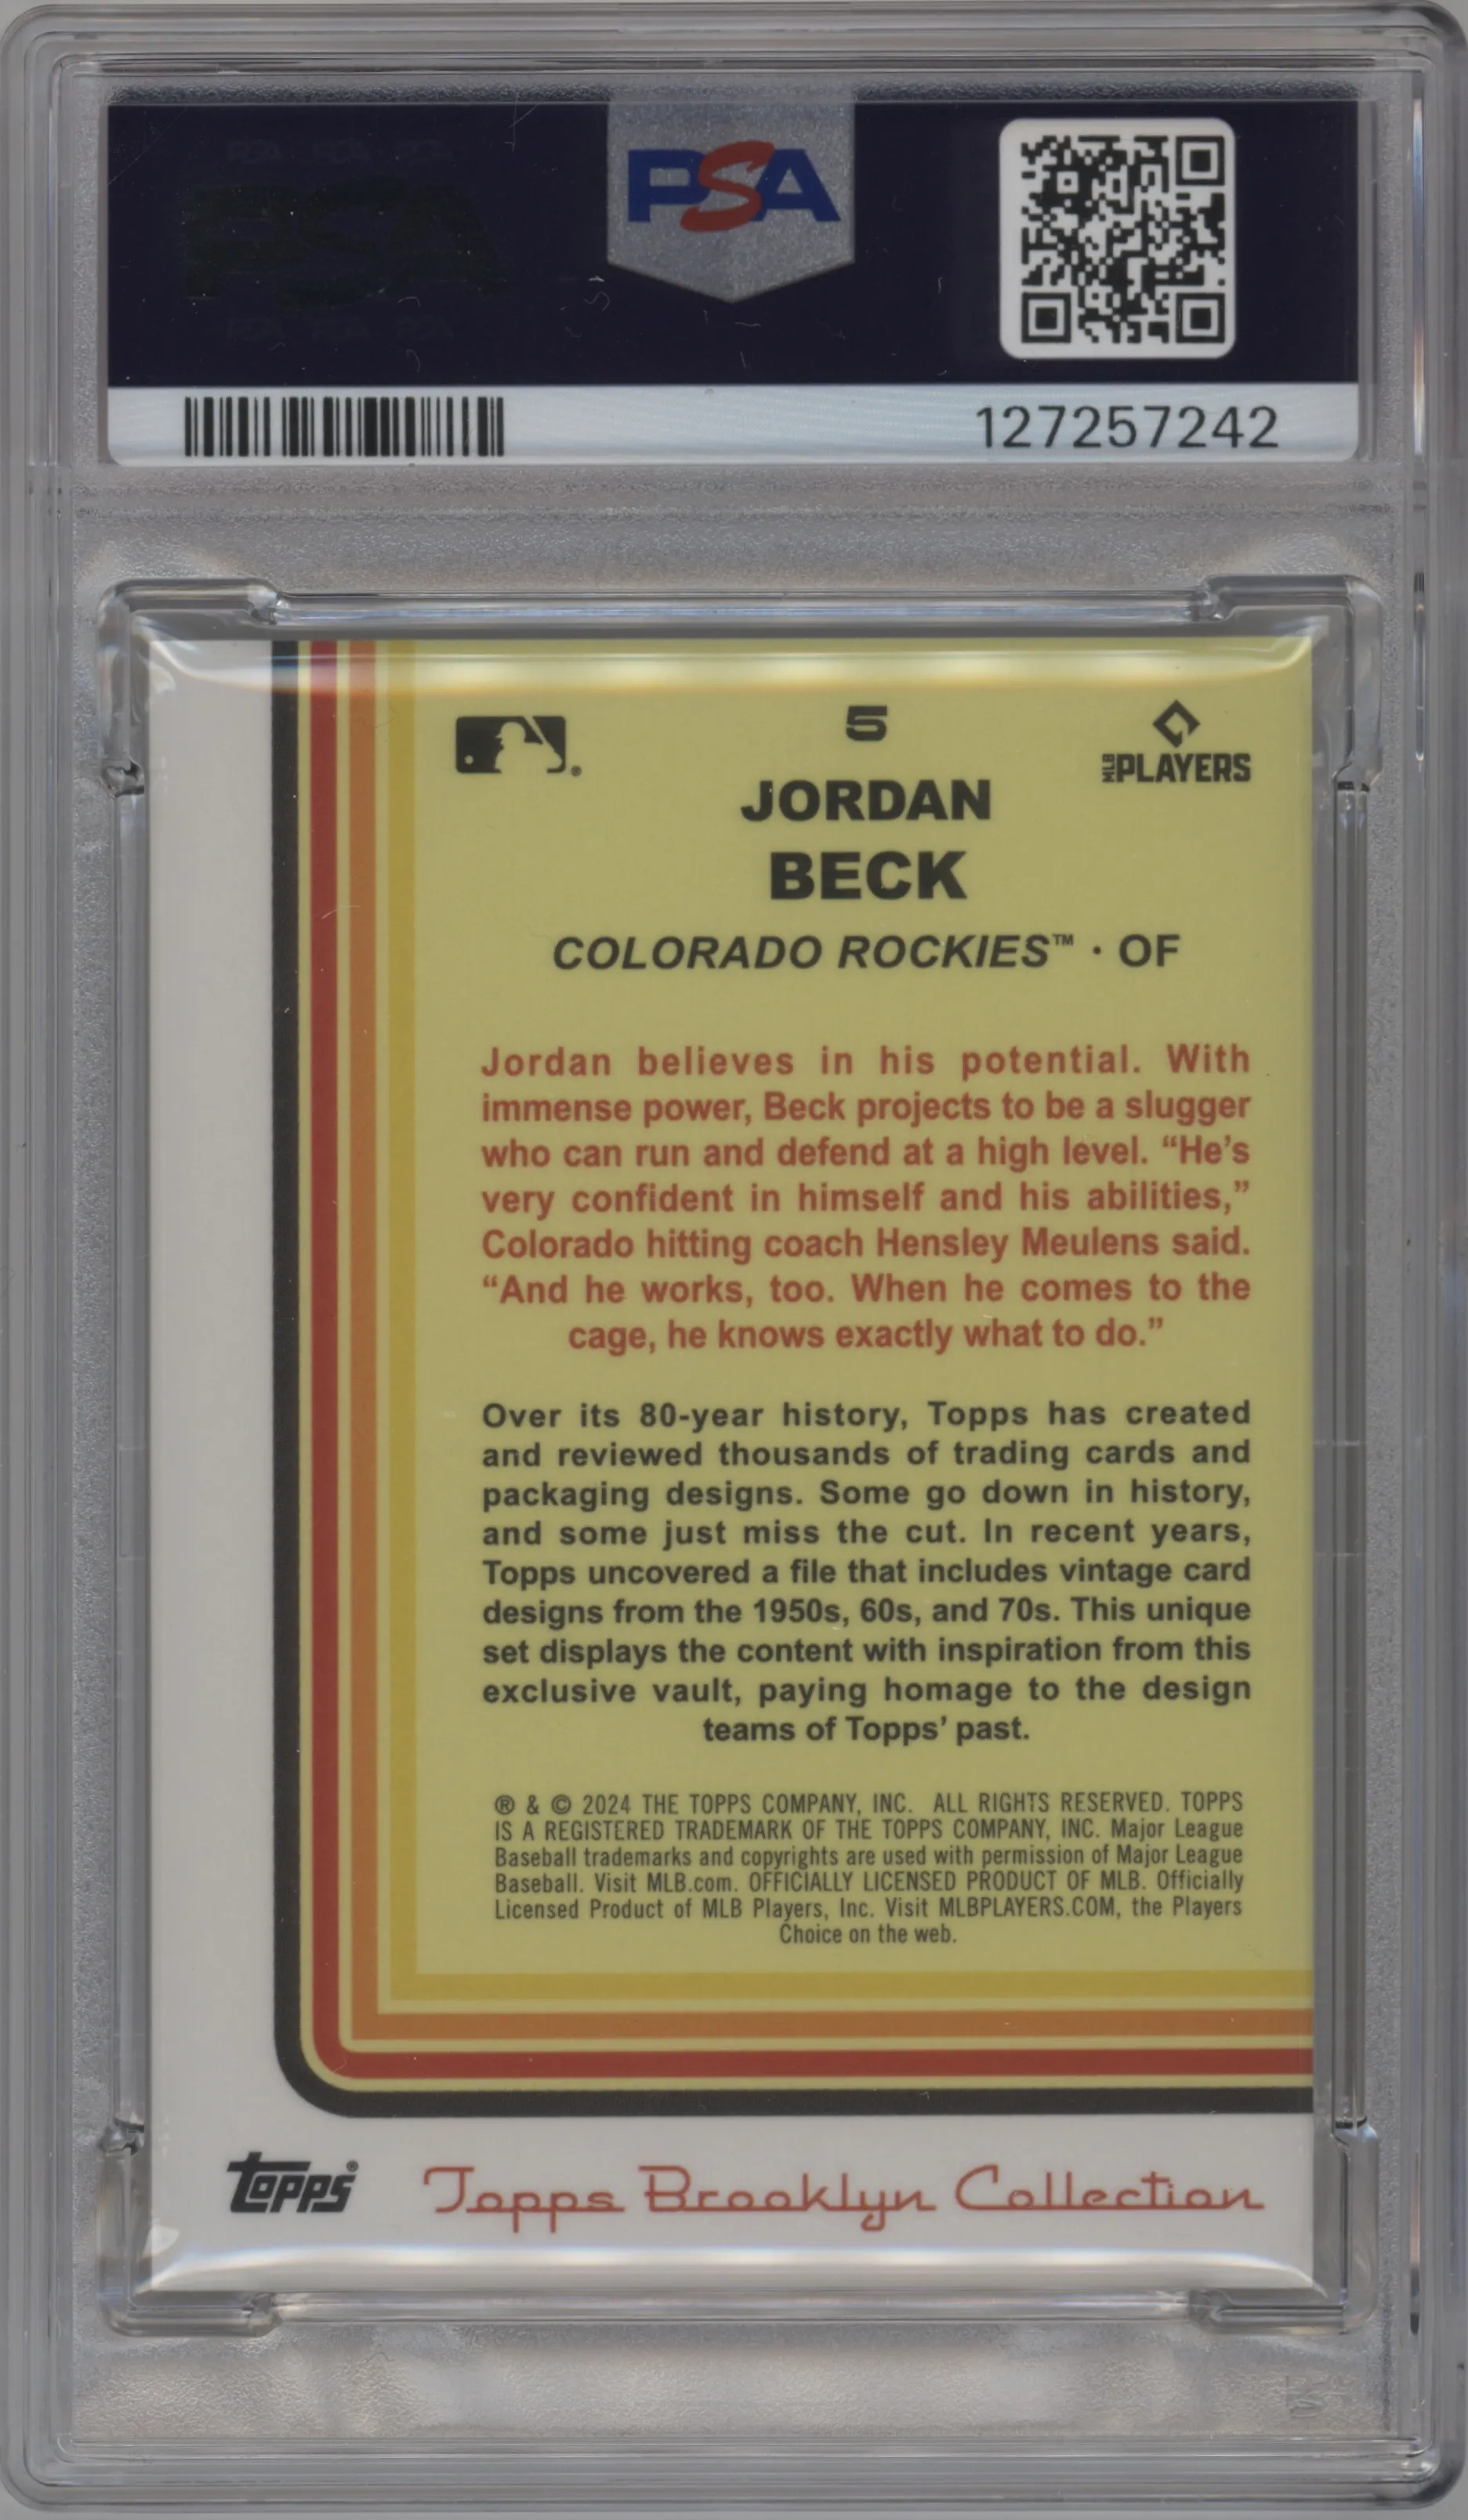 PSA
127257242
5
MLB PLAYERS
JORDAN
BECK
COLORADO ROCKIES™ · OF
Jordan believes in his potential. With
immense power, Beck projects to be a slugger
who can run and defend at a high level. “He’s
very confident in himself and his abilities,”
Colorado hitting coach Hensley Meulens said.
“And he works, too. When he comes to the
cage, he knows exactly what to do.”
Over its 80-year history, Topps has created
and reviewed thousands of trading cards and
packaging designs. Some go down in history,
and some just miss the cut. In recent years,
Topps uncovered a file that includes vintage card
designs from the 1950s, 60s, and 70s. This unique
set displays the content with inspiration from this
exclusive vault, paying homage to the design
teams of Topps’ past.
® & © 2024 THE TOPPS COMPANY, INC. ALL RIGHTS RESERVED. TOPPS
IS A REGISTERED TRADEMARK OF THE TOPPS COMPANY, INC. Major League
Baseball trademarks and copyrights are used with permission of Major League
Baseball. Visit MLB.com. OFFICIALLY LICENSED PRODUCT OF MLB. Officially
Licensed Product of MLB Players, Inc. Visit MLBPLAYERS.COM, the Players
Choice on the web.
Topps® Topps Brooklyn Collection